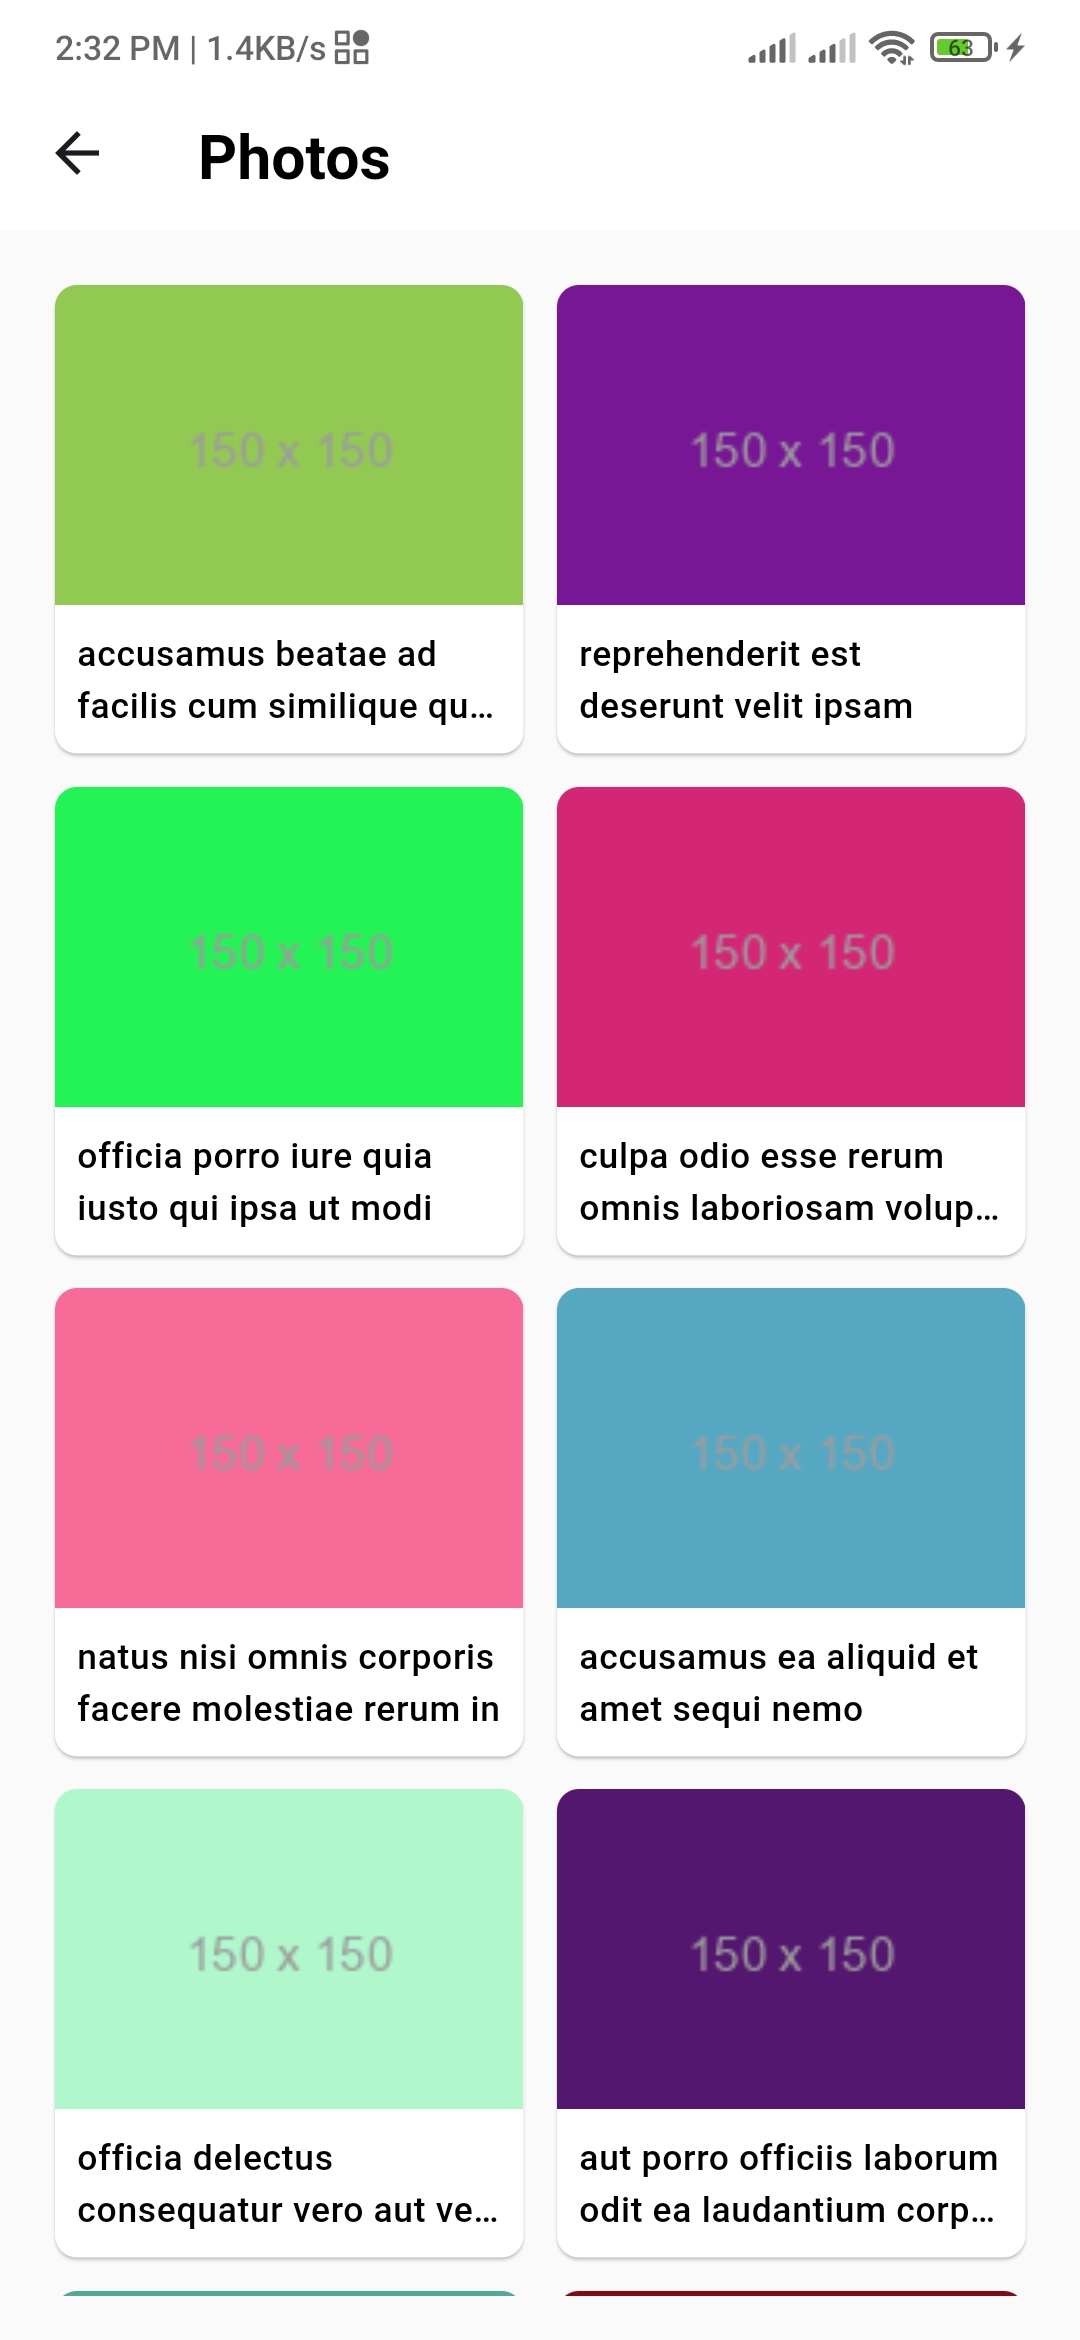 2:32 PM | 1.4KB/s
63
Photos
150 x 150
150 x 150
accusamus beatae ad
facilis cum similique qu...
reprehenderit est
deserunt velit ipsam
150 x 150
150 x 150
officia porro iure quia
iusto qui ipsa ut modi
culpa odio esse rerum
omnis laboriosam volup...
150 x 150
150 x 150
natus nisi omnis corporis
facere molestiae rerum in
accusamus ea aliquid et
amet sequi nemo
150 x 150
150 x 150
officia delectus
consequatur vero aut ve...
aut porro officiis laborum
odit ea laudantium corp...